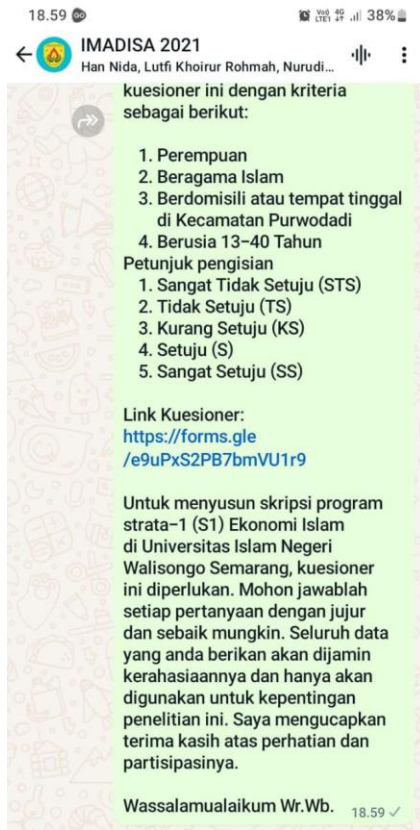 18.59 38%
IMADISA 2021
Han Nida, Lutfi Khoirur Rohmah, Nurudi...
kuesioner ini dengan kriteria
sebagai berikut:
1. Perempuan
2. Beragama Islam
3. Berdomisili atau tempat tinggal
di Kecamatan Purwodadi
4. Berusia 13-40 Tahun
Petunjuk pengisian
1. Sangat Tidak Setuju (STS)
2. Tidak Setuju (TS)
3. Kurang Setuju (KS)
4. Setuju (S)
5. Sangat Setuju (SS)
Link Kuesioner:
https://forms.gle
/e9uPxS2PB7bmVU1r9
Untuk menyusun skripsi program
strata-1 (S1) Ekonomi Islam
di Universitas Islam Negeri
Walisongo Semarang, kuesioner
ini diperlukan. Mohon jawablah
setiap pertanyaan dengan jujur
dan sebaik mungkin. Seluruh data
yang anda berikan akan dijamin
kerahasiaannya dan hanya akan
digunakan untuk kepentingan
penelitian ini. Saya mengucapkan
terima kasih atas perhatian dan
partisipasinya.
Wassalamualaikum Wr.Wb. 18.59